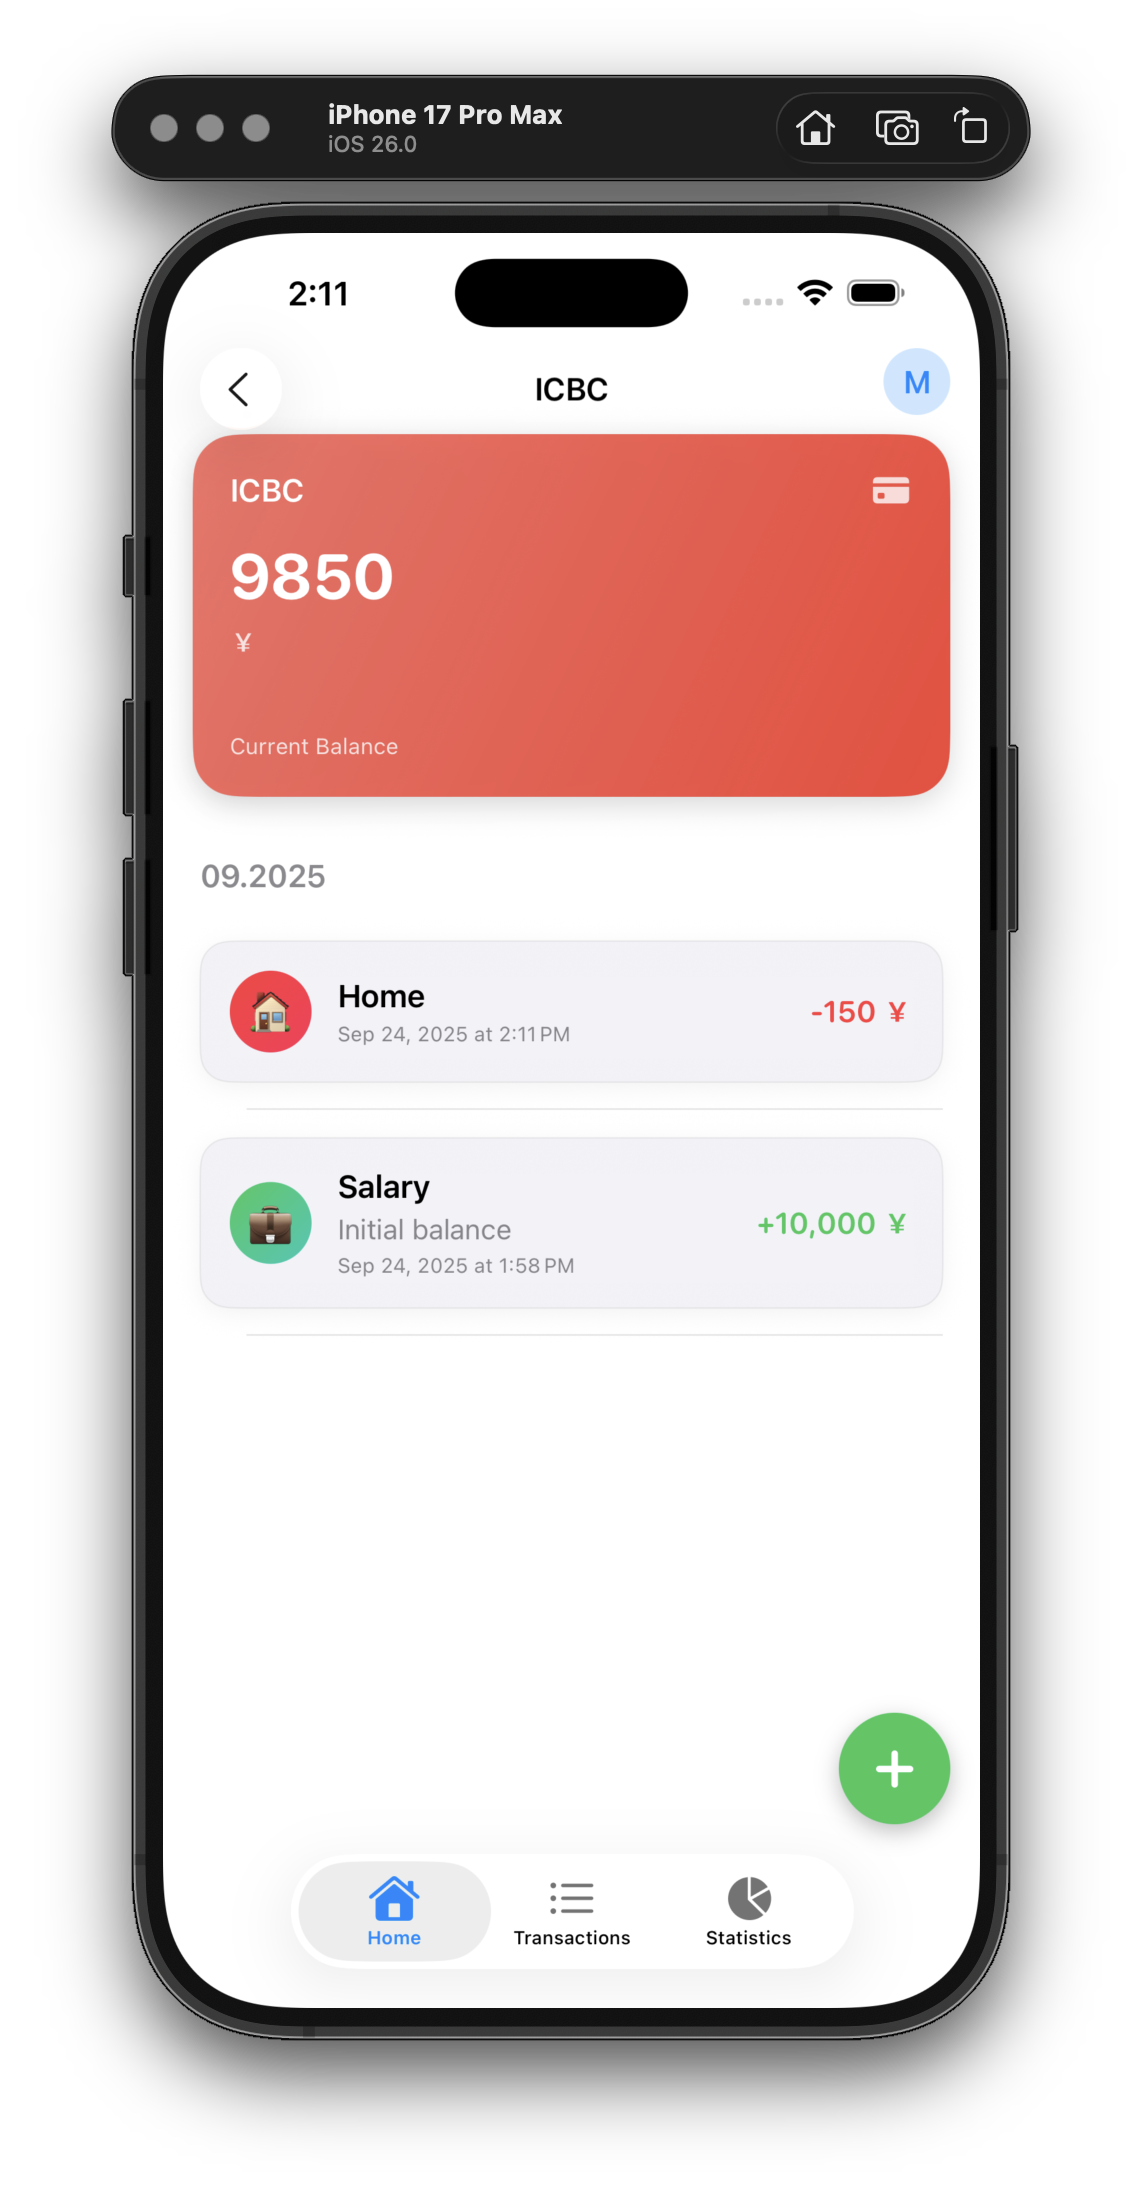 iPhone 17 Pro Max
iOS 26.0
2:11
ICBC
M
ICBC
9850
¥
Current Balance
09.2025
Home
-150 ¥
Sep 24, 2025 at 2:11 PM
Salary
Initial balance
+10,000 ¥
Sep 24, 2025 at 1:58 PM
Home
Transactions
Statistics